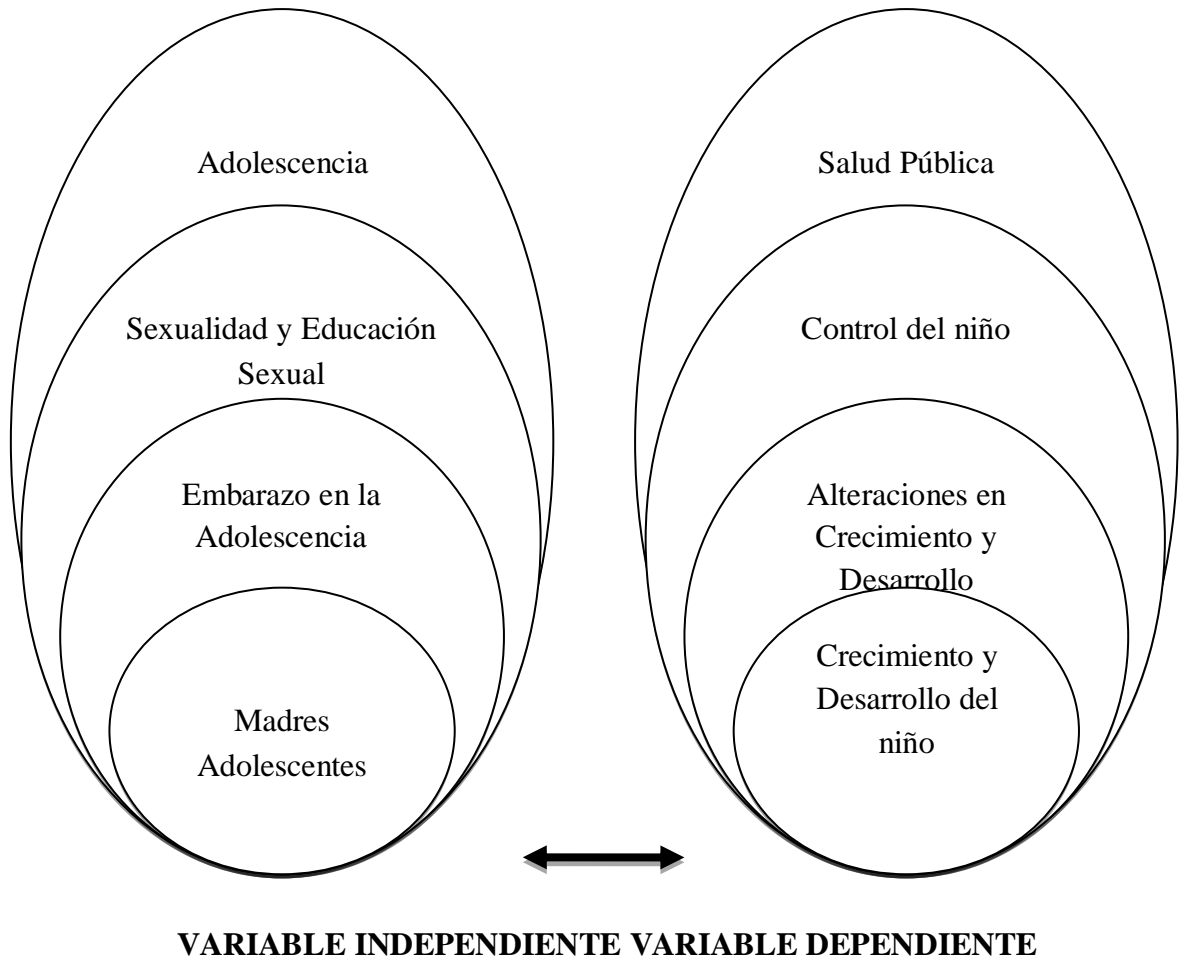 Adolescencia
Sexualidad y Educación
Sexual
Embarazo en la
Adolescencia
Madres
Adolescentes
Salud Pública
Control del niño
Alteraciones en
Crecimiento y
Desarrollo
Crecimiento y
Desarrollo del
niño
VARIABLE INDEPENDIENTE VARIABLE DEPENDIENTE